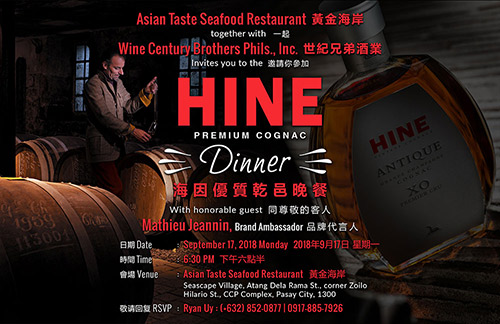 Asian Taste Seafood Restaurant 黃金海岸
together with 一起
Wine Century Brothers Phils., Inc. 世紀兄弟酒業
Invites you to the 邀請你參加
HINE
PREMIUM COGNAC
Dinner
海因優質乾邑晚餐
With honorable guest 同尊敬的客人
Mathieu Jeannin, Brand Ambassador 品牌代言人
日期 Date : September 17, 2018 Monday 2018年9月17日 星期一
時間 Time : 6:30 PM 下午六點半
會場 Venue : Asian Taste Seafood Restaurant 黃金海岸
Seascape Village, Atang Dela Rama St., corner Zoilo
Hilario St., CCP Complex, Pasay City, 1300
敬请回复 RSVP : Ryan Uy : (+632) 852-0877 | 0917-885-7926
HINE
ANTIQUE
XO